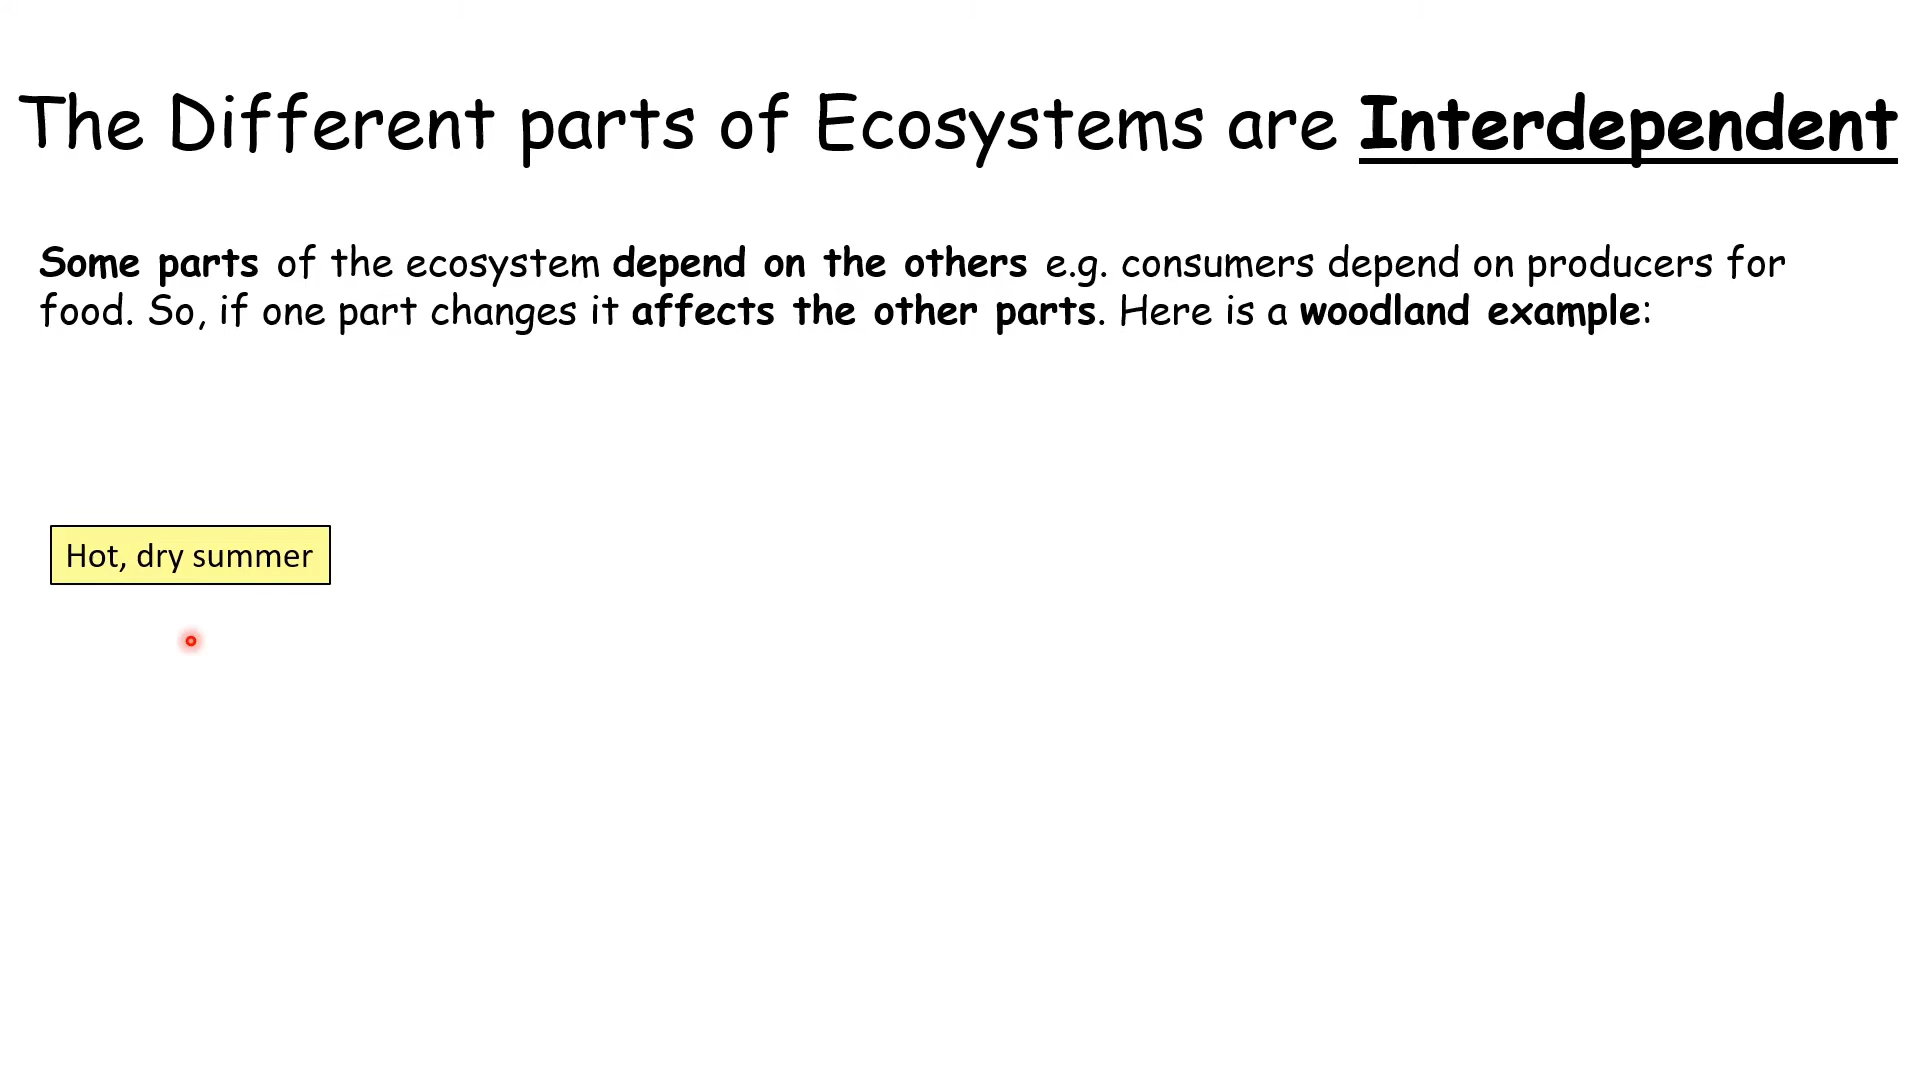 The Different parts of Ecosystems are Interdependent
Some parts of the ecosystem depend on the others e.g. consumers depend on producers for
food. So, if one part changes it affects the other parts. Here is a woodland example:
Hot, dry summer